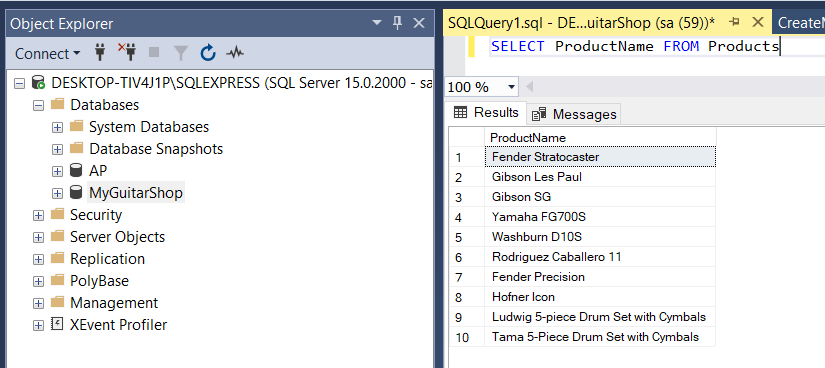 Object Explorer
Connect
DESKTOP-TIV4J1P\SQLEXPRESS (SQL Server 15.0.2000 - sa
Databases
System Databases
Database Snapshots
AP
MyGuitarShop
Security
Server Objects
Replication
PolyBase
Management
XEvent Profiler
SQLQuery1.sql - DE...uitarShop (sa (59))*
CreateM
SELECT ProductName FROM Products
100 %
Results
Messages
ProductName
1 Fender Stratocaster
2 Gibson Les Paul
3 Gibson SG
4 Yamaha FG700S
5 Washburn D10S
6 Rodriguez Caballero 11
7 Fender Precision
8 Hofner Icon
9 Ludwig 5-piece Drum Set with Cymbals
10 Tama 5-Piece Drum Set with Cymbals